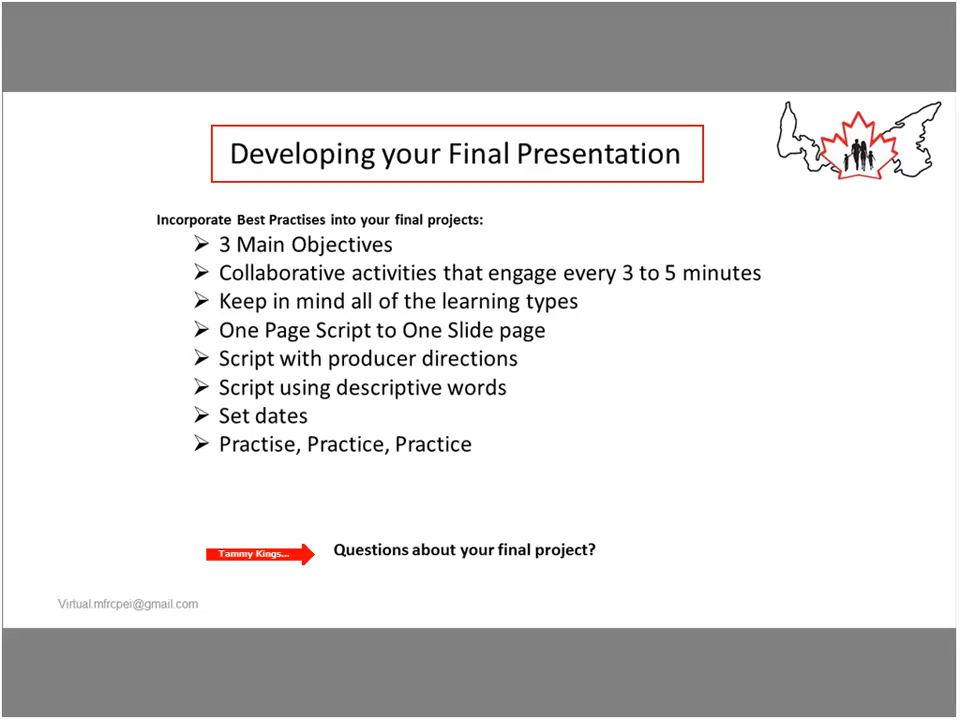 Developing your Final Presentation
Incorporate Best Practises into your final projects:
3 Main Objectives
Collaborative activities that engage every 3 to 5 minutes
Keep in mind all of the learning types
One Page Script to One Slide page
Script with producer directions
Script using descriptive words
Set dates
Practise, Practice, Practice
Tammy Kings...
Questions about your final project?
Virtual.mfrcpei@gmail.com